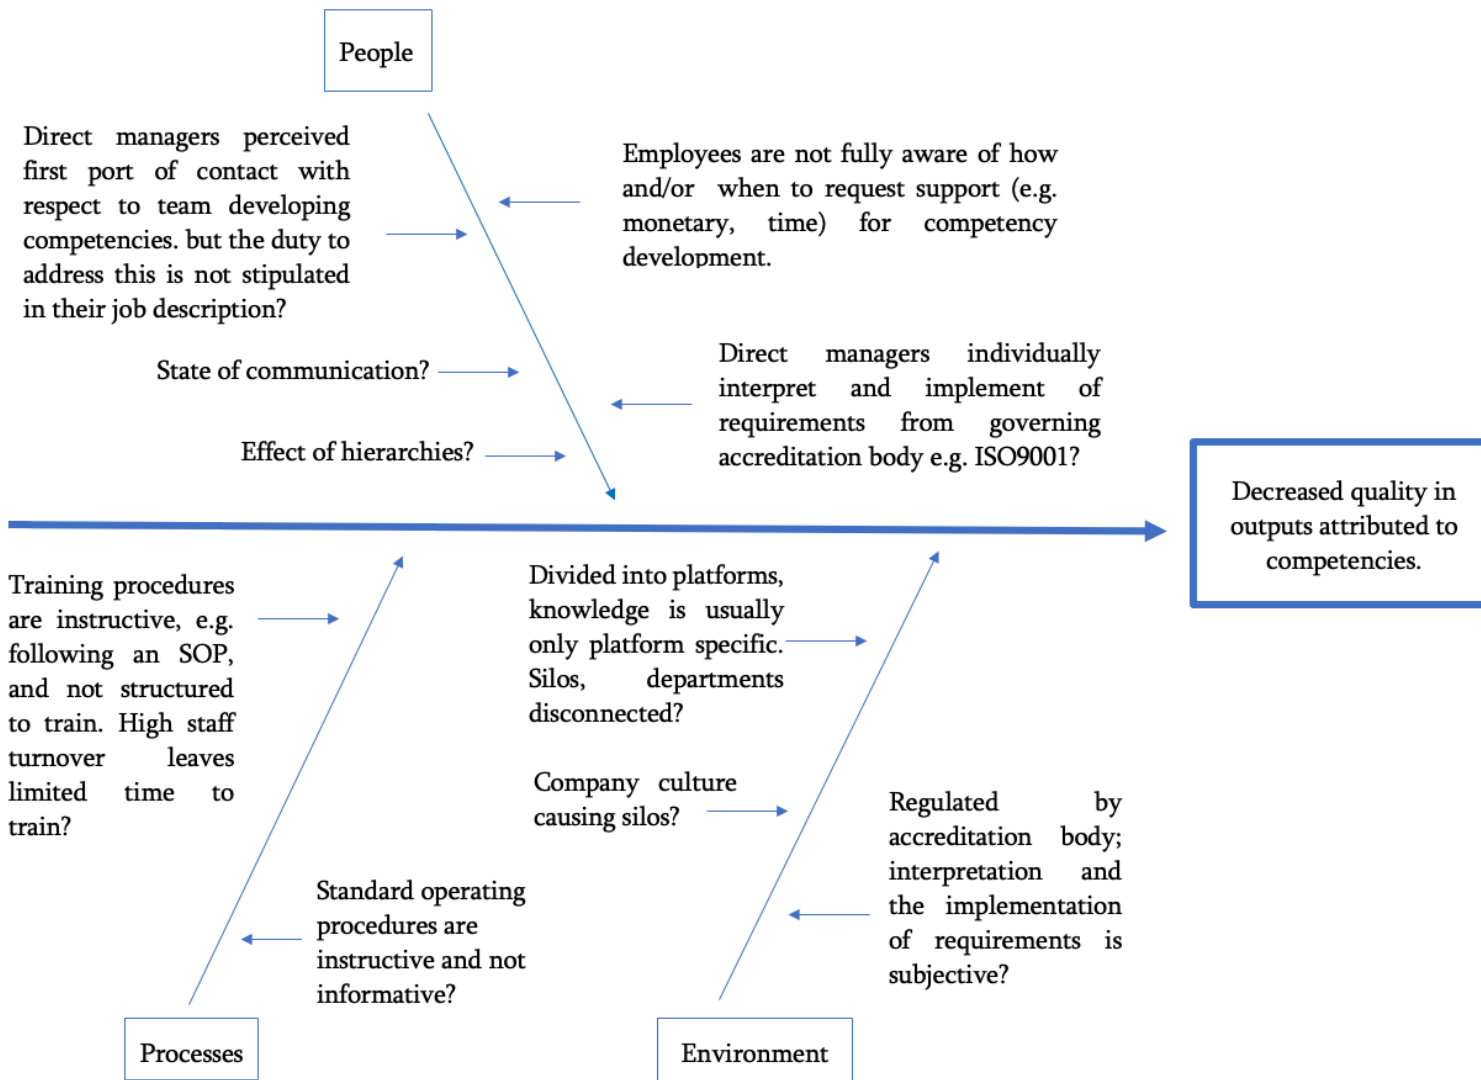 People
Direct managers perceived
first port of contact with
respect to team developing
competencies. but the duty to
address this is not stipulated
in their job description?
Employees are not fully aware of how
and/or when to request support (e.g.
monetary, time) for competency
development.
State of communication?
Effect of hierarchies?
Direct managers individually
interpret and implement of
requirements from governing
accreditation body e.g. ISO9001?
Decreased quality in
outputs attributed to
competencies.
Training procedures
are instructive, e.g.
following an SOP,
and not structured
to train. High staff
turnover leaves
limited time to
train?
Standard operating
procedures are
instructive and not
informative?
Processes
Divided into platforms,
knowledge is usually
only platform specific.
Silos, departments
disconnected?
Company culture
causing silos?
Regulated by
accreditation body;
interpretation and
the implementation
of requirements is
subjective?
Environment